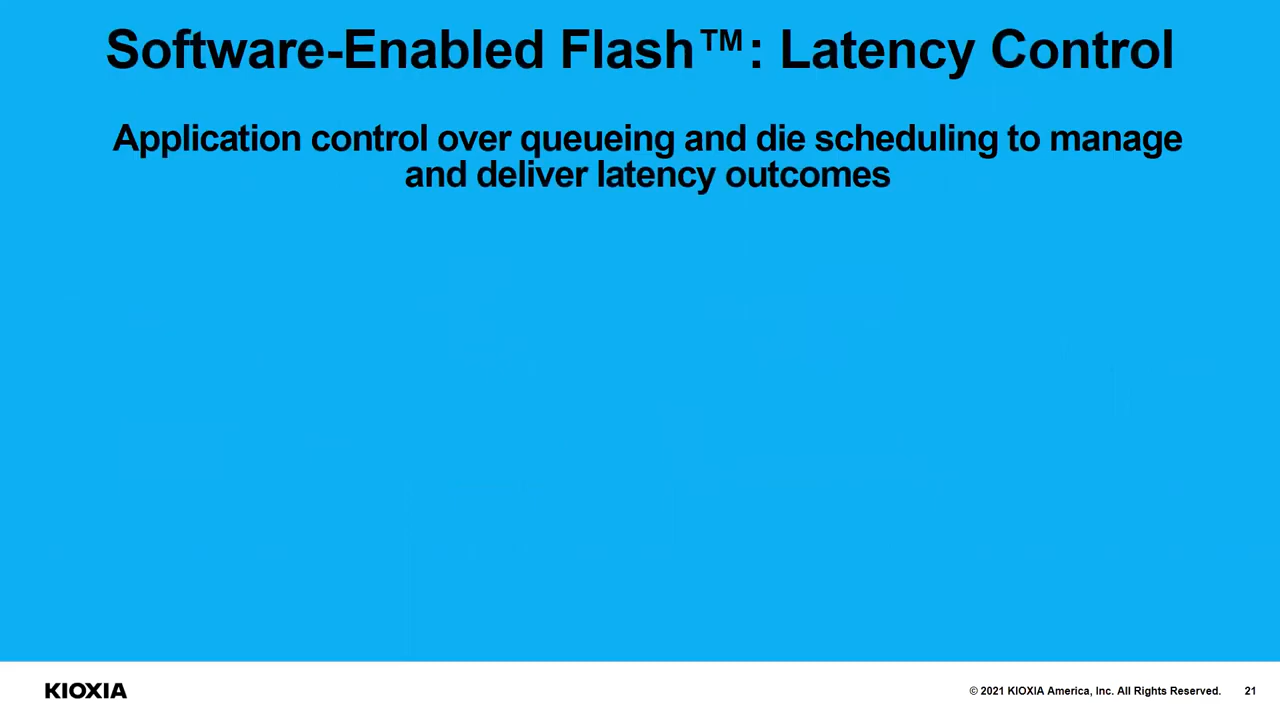 Software-Enabled Flash™: Latency Control
Application control over queueing and die scheduling to manage
and deliver latency outcomes
KIOXIA
© 2021 KIOXIA America, Inc. All Rights Reserved.
21